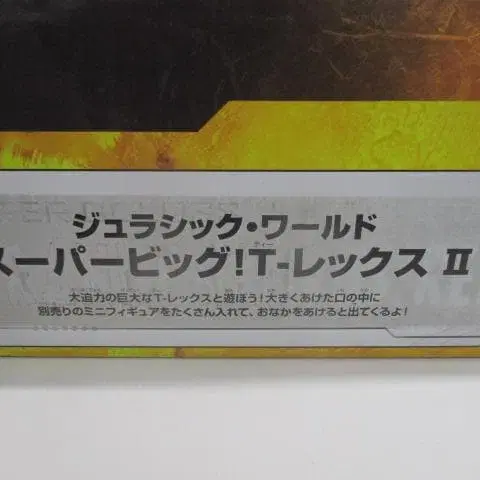 ジュラシック・ワールド
スーパービッグ!T-レックス Ⅱ
大迫力の巨大なT-レックスと遊ぼう!大きくあけた口の中に
別売りのミニフィギュアをたくさん入れて、おなかをあけると出てくるよ!